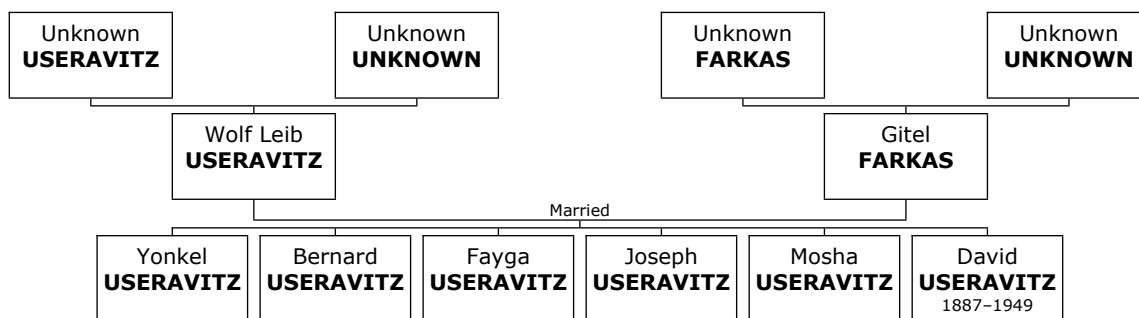 Unknown
USERAVITZ
Unknown
UNKNOWN
Unknown
FARKAS
Unknown
UNKNOWN
Wolf Leib
USERAVITZ
Gitel
FARKAS
Married
Yonkel
USERAVITZ
Bernard
USERAVITZ
Fayga
USERAVITZ
Joseph
USERAVITZ
Mosha
USERAVITZ
David
USERAVITZ
1887–1949